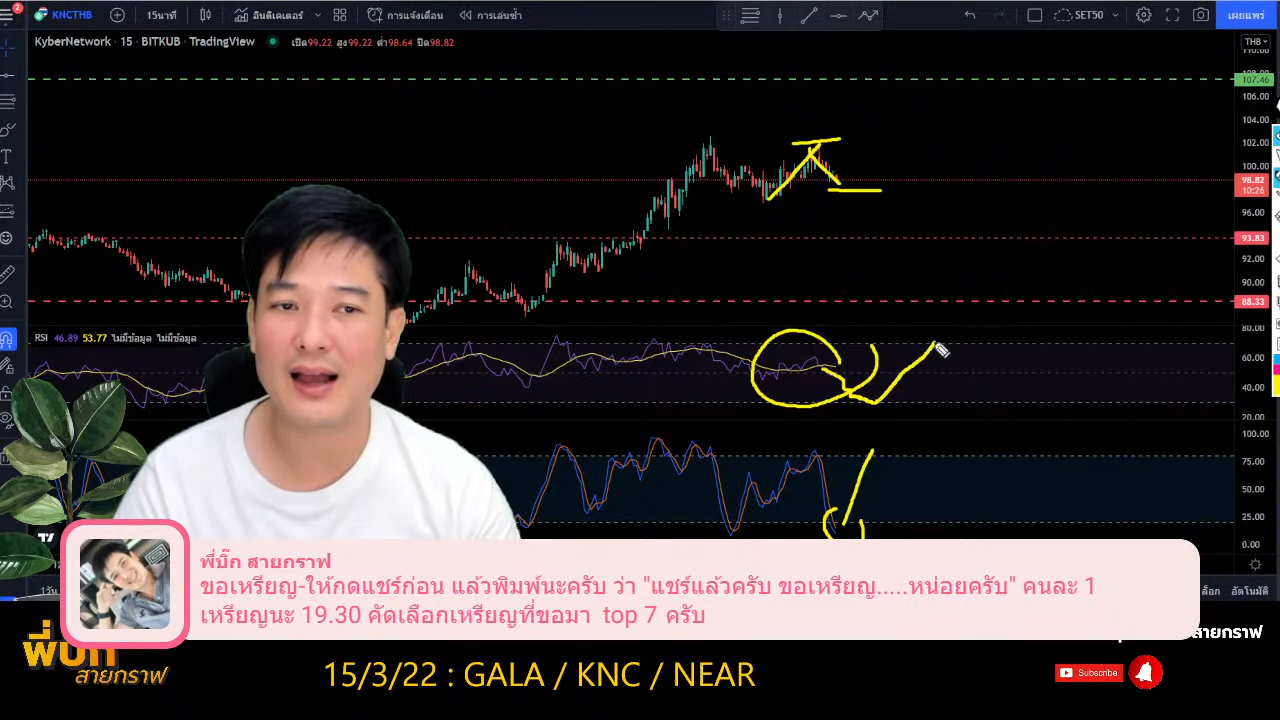 2
KNCTHB
15นาที
อินดิเคเตอร์
การแจ้งเตือน
การเล่นซ้ำ
SET50
เผยแพร่
KyberNetwork · 15 · BITKUB · TradingView
เปิด99.22 สูง99.22 ต่ำ98.64 ปิด98.82
THB
107.46
106.00
104.00
102.00
100.00
98.82
10:26
96.00
93.83
92.00
90.00
88.33
RSI 46.89 53.77 ไม่มีข้อมูล ไม่มีข้อมูล
80.00
60.00
40.00
20.00
100.00
75.00
50.00
25.00
0.00
1วัน
อัตโนมัติ
พี่บิ๊ก สายกราฟ
ขอเหรียญ-ให้กดแชร์ก่อน แล้วพิมพ์นะครับ ว่า "แชร์แล้วครับ ขอเหรียญ.....หน่อยครับ" คนละ 1
เหรียญนะ 19.30 คัดเลือกเหรียญที่ขอมา top 7 ครับ
สายกราฟ
พี่บิ๊ก
สายกราฟ
15/3/22 : GALA / KNC / NEAR
Subscribe